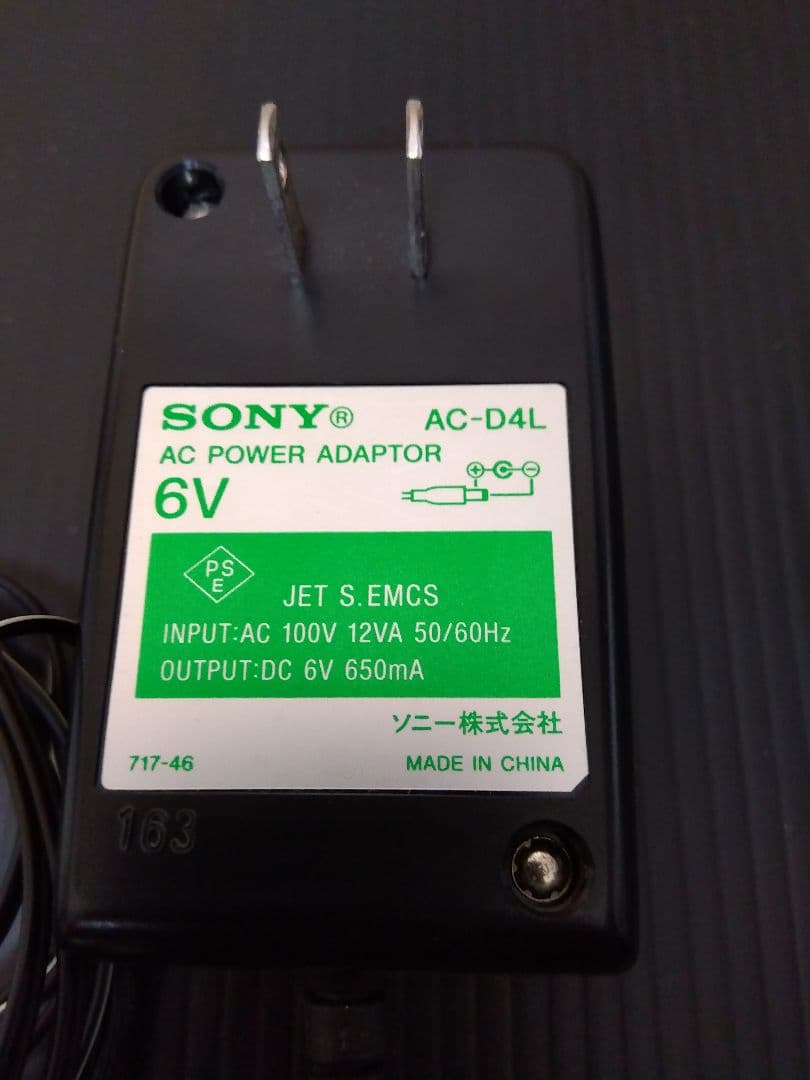 SONY® AC-D4L
AC POWER ADAPTOR
6V
PS
E
JET S.EMCS
INPUT:AC 100V 12VA 50/60Hz
OUTPUT:DC 6V 650mA
ソニー株式会社
717-46 MADE IN CHINA
163